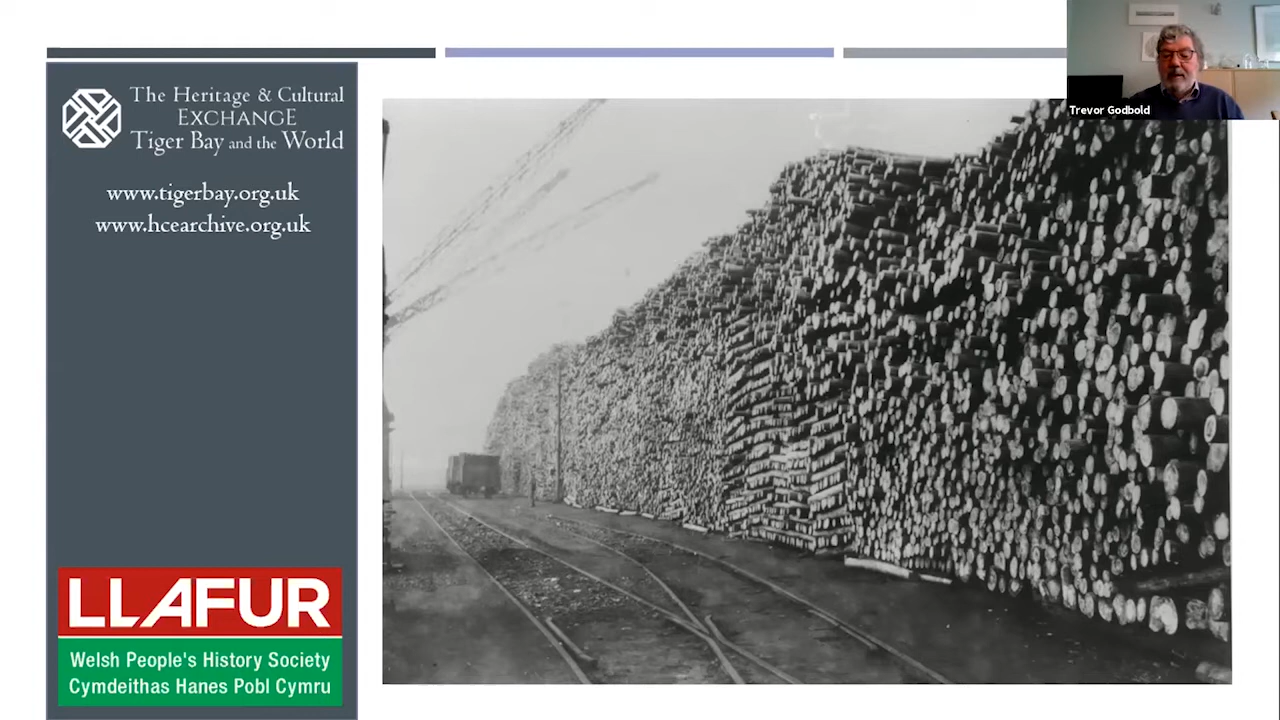 The Heritage & Cultural
EXCHANGE
Tiger Bay and the World
www.tigerbay.org.uk
www.hcearchive.org.uk
LLAFUR
Welsh People's History Society
Cymdeithas Hanes Pobl Cymru
Trevor Godbold